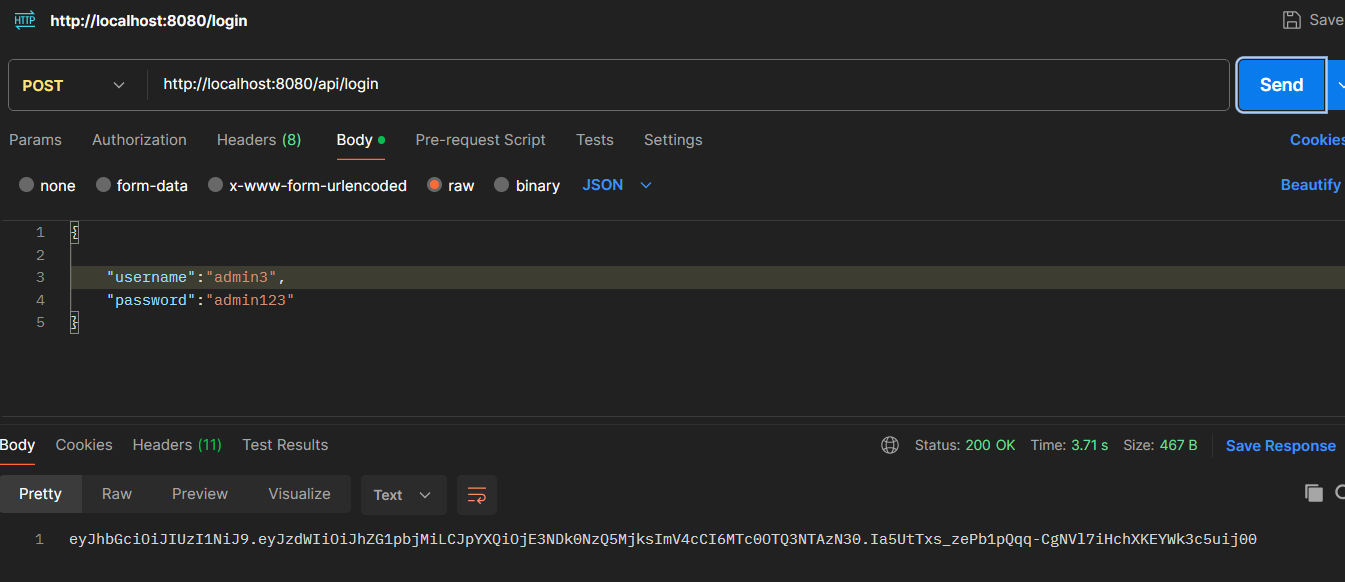 HTTP http://localhost:8080/login Save
POST http://localhost:8080/api/login Send
Params Authorization Headers (8) Body Pre-request Script Tests Settings Cookies
none form-data x-www-form-urlencoded raw binary JSON Beautify
1 {
2
3 "username":"admin3",
4 "password":"admin123"
5 }
Body Cookies Headers (11) Test Results Status: 200 OK Time: 3.71 s Size: 467 B Save Response
Pretty Raw Preview Visualize Text
1 eyJhbGciOiJIUzI1NiJ9.eyJzdWIiOiJhZG1pbjMiLCJpYXQiOjE3NDk0NzQ5MjksImV4cCI6MTc0OTQ3NTAzN30.Ia5UtTxs_zePb1pQqq-CgNVl7iHchXKEYWk3c5uij00